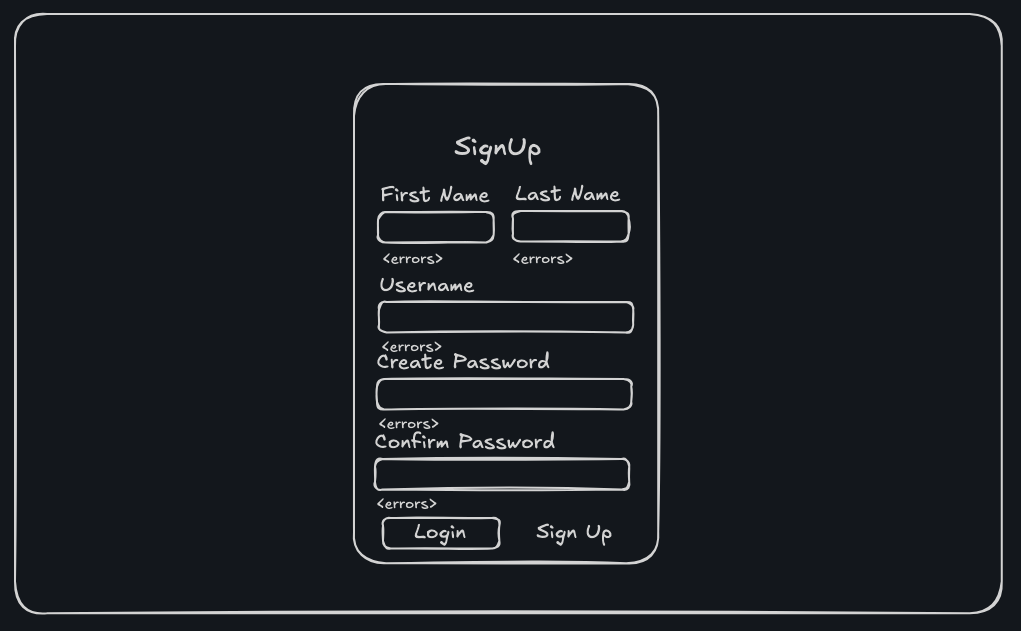 SignUp
First Name Last Name
<errors> <errors>
Username
<errors>
Create Password
<errors>
Confirm Password
<errors>
Login Sign Up